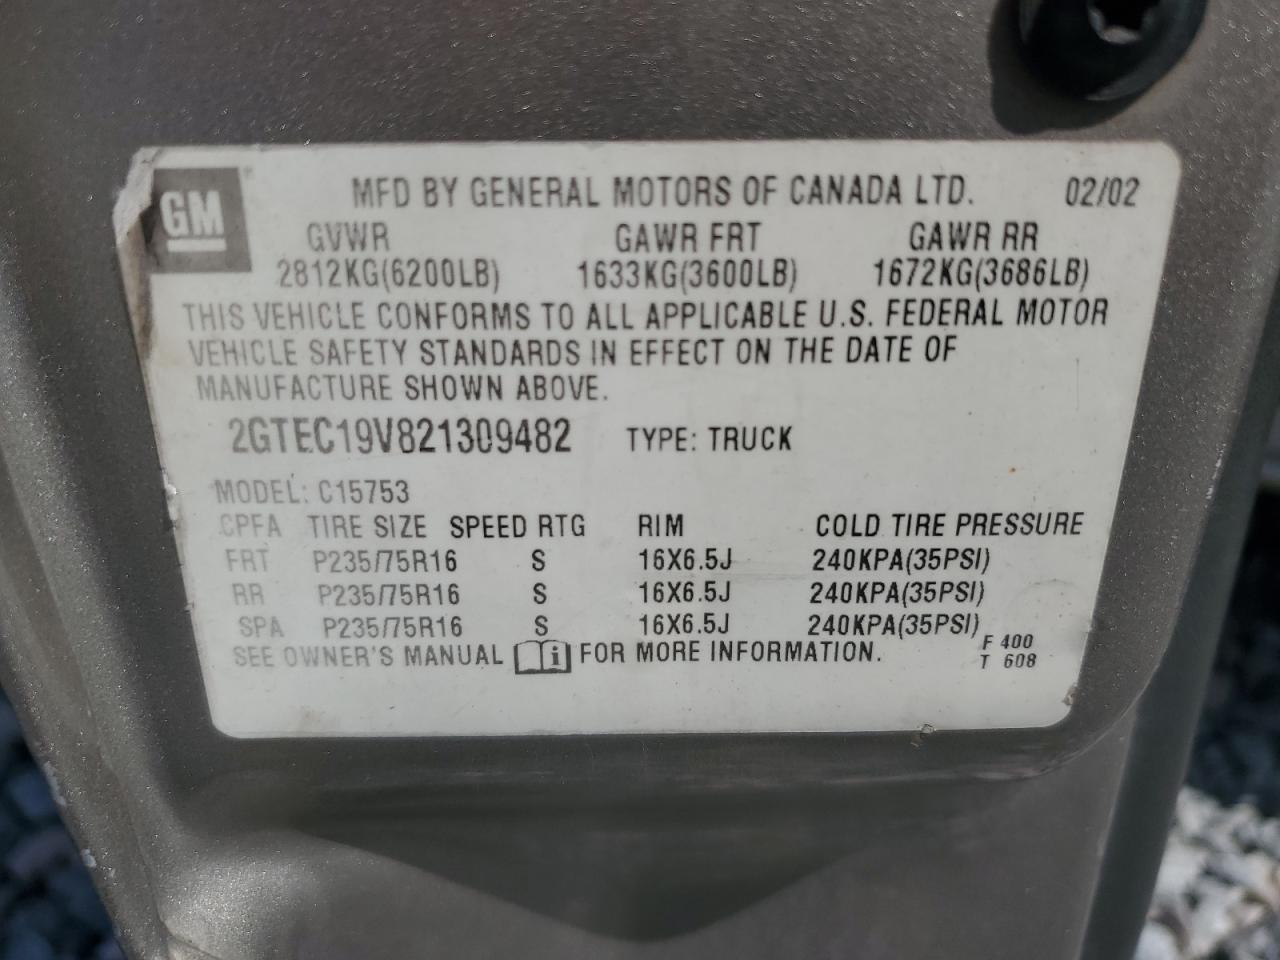 GM
MFD BY GENERAL MOTORS OF CANADA LTD. 02/02
GVWR GAWR FRT GAWR RR
2812KG(6200LB) 1633KG(3600LB) 1672KG(3686LB)
THIS VEHICLE CONFORMS TO ALL APPLICABLE U.S. FEDERAL MOTOR
VEHICLE SAFETY STANDARDS IN EFFECT ON THE DATE OF
MANUFACTURE SHOWN ABOVE.
2GTEC19V821309482 TYPE: TRUCK
MODEL: C15753
CPFA TIRE SIZE SPEED RTG RIM COLD TIRE PRESSURE
FRT P235/75R16 S 16X6.5J 240KPA(35PSI)
RR P235/75R16 S 16X6.5J 240KPA(35PSI)
SPA P235/75R16 S 16X6.5J 240KPA(35PSI)
SEE OWNER'S MANUAL i FOR MORE INFORMATION.
F 400
T 608